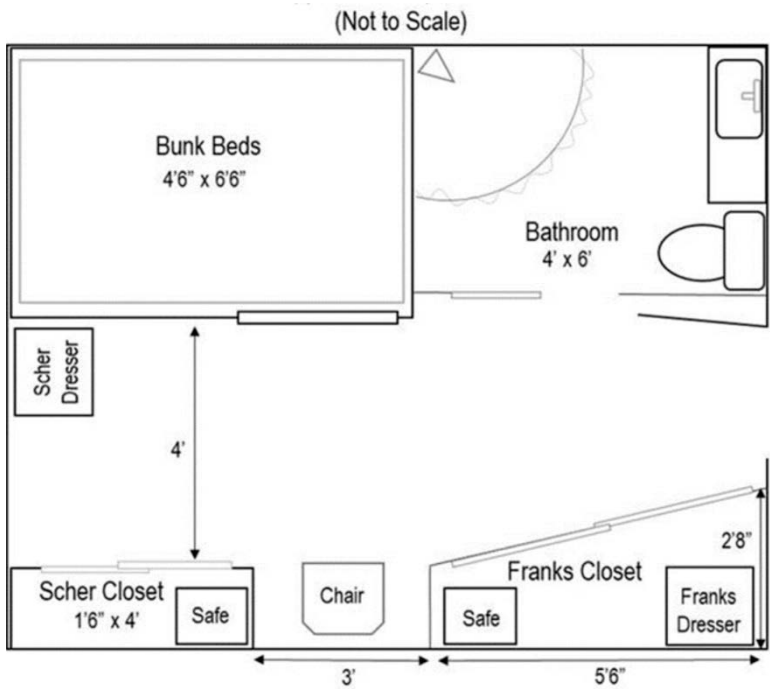 (Not to Scale)
Bunk Beds
4'6" x 6'6"
Bathroom
4' x 6'
Scher
Dresser
4'
2'8"
Scher Closet
1'6" x 4'
Safe
Chair
Franks Closet
Safe
Franks
Dresser
3'
5'6"